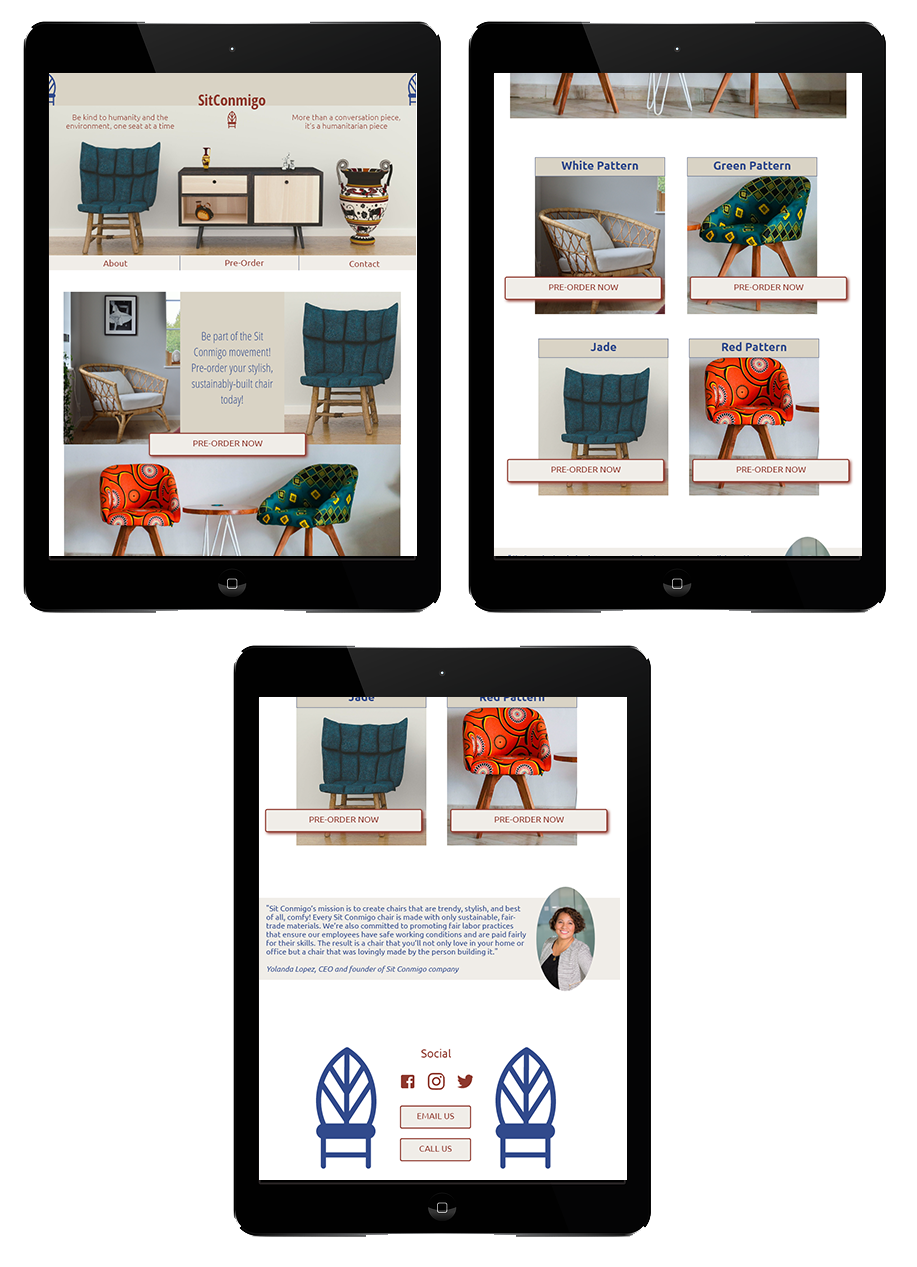 SitConmigo
Be kind to humanity and the
environment, one seat at a time
More than a conversation piece,
it's a humanitarian piece
About
Pre-Order
Contact
Be part of the Sit
Conmigo movement!
Pre-order your stylish,
sustainably-built chair
today!
PRE-ORDER NOW
White Pattern
Green Pattern
PRE-ORDER NOW
PRE-ORDER NOW
Jade
Red Pattern
PRE-ORDER NOW
PRE-ORDER NOW
Jade
Red Pattern
PRE-ORDER NOW
PRE-ORDER NOW
"Sit Conmigo's mission is to create chairs that are trendy, stylish, and best
of all, comfy! Every Sit Conmigo chair is made with only sustainable, fair-
trade materials. We're also committed to promoting fair labor practices
that ensure our employees have safe working conditions and are paid fairly
for their skills. The result is a chair that you'll not only love in your home or
office but a chair that was lovingly made by the person building it."
Yolanda Lopez, CEO and founder of Sit Conmigo company
Social
EMAIL US
CALL US